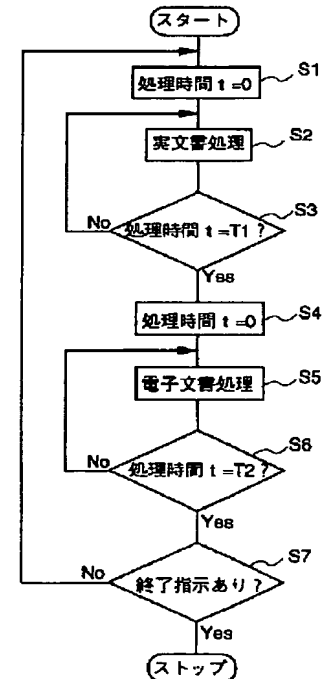 スタート
処理時間 t =0
S1
実文書処理
S2
処理時間 t =T1 ?
S3
No
Yes
処理時間 t =0
S4
電子文書処理
S5
処理時間 t =T2 ?
S6
No
Yes
終了指示あり ?
S7
No
Yes
ストップ